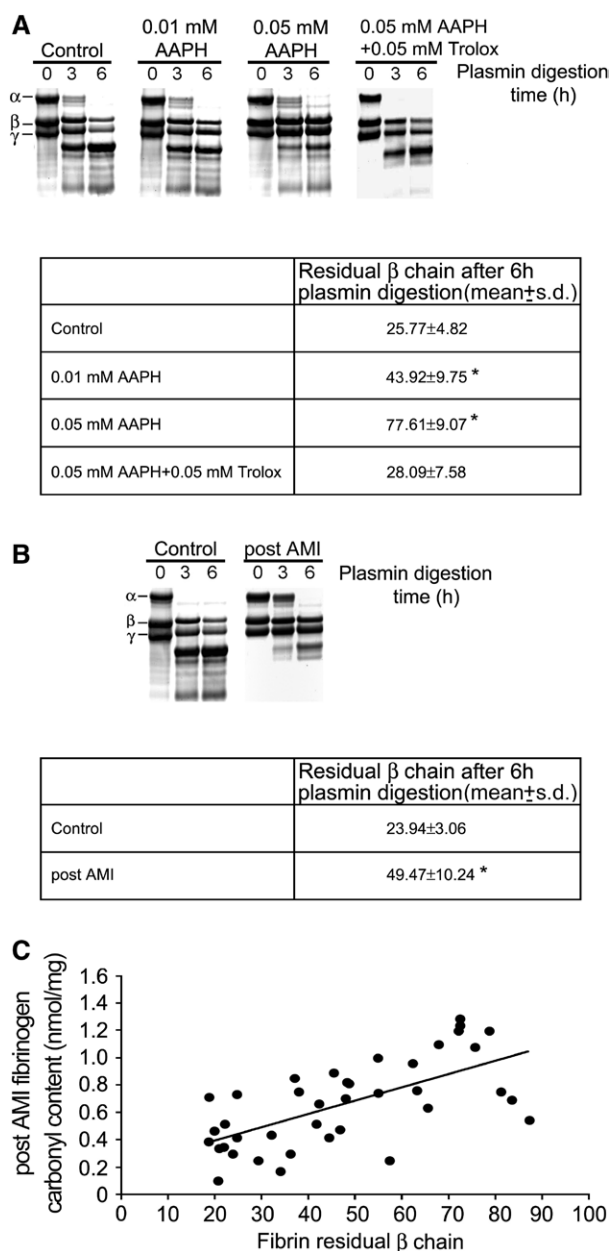 A
Control
0.01 mM
AAPH
0.05 mM
AAPH
0.05 mM AAPH
+0.05 mM Trolox
0 3 6
0 3 6
0 3 6
0 3 6
Plasmin digestion
time (h)
α
β
γ
Residual β chain after 6h
plasmin digestion(mean±s.d.)
Control 25.77±4.82
0.01 mM AAPH 43.92±9.75 *
0.05 mM AAPH 77.61±9.07 *
0.05 mM AAPH+0.05 mM Trolox 28.09±7.58
B
Control post AMI
0 3 6 0 3 6
Plasmin digestion
time (h)
α
β
γ
Residual β chain after 6h
plasmin digestion(mean±s.d.)
Control 23.94±3.06
post AMI 49.47±10.24 *
C
post AMI fibrinogen
carbonyl content (nmol/mg)
1.6
1.4
1.2
1.0
0.8
0.6
0.4
0.2
0
0 10 20 30 40 50 60 70 80 90 100
Fibrin residual β chain